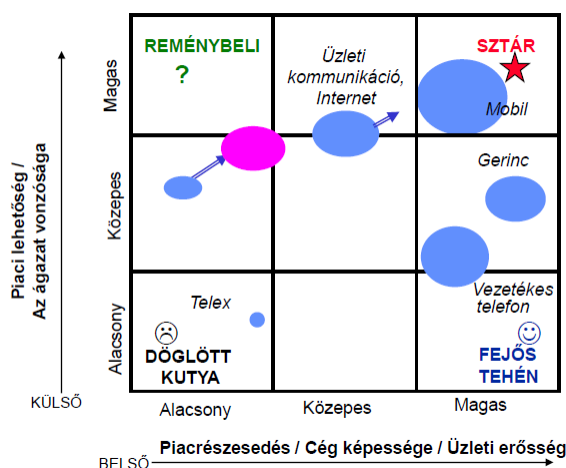 REMÉNYBELI
?
Üzleti
kommunikáció,
Internet
SZTÁR
Mobil
Gerinc
Telex
Vezetékes
telefon
DÖGLÖTT
KUTYA
FEJŐS
TEHÉN
Magas
Közepes
Alacsony
Piaci lehetőség /
Az ágazat vonzósága
KÜLSŐ
Alacsony
Közepes
Magas
Piacrészesedés / Cég képessége / Üzleti erősség
BELSŐ